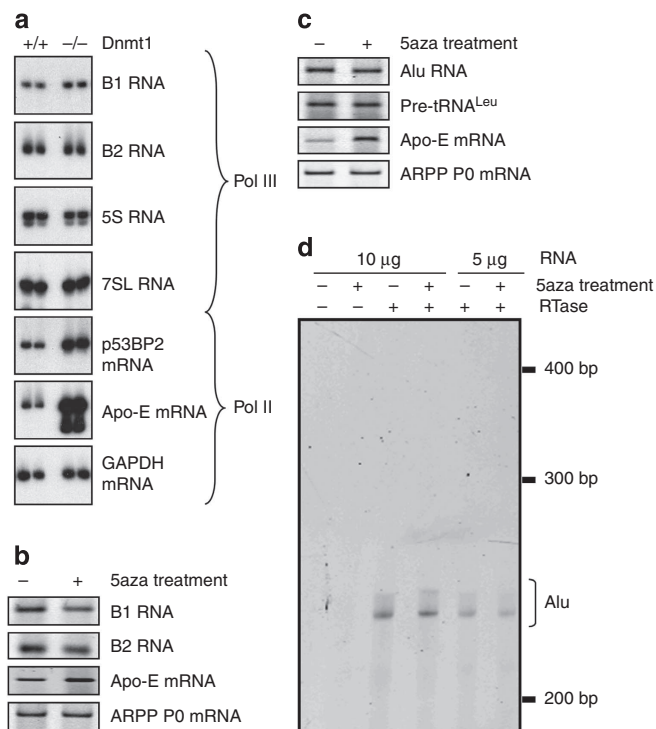 a
+/+ −/− Dnmt1
B1 RNA
B2 RNA
5S RNA
7SL RNA
Pol III
p53BP2
mRNA
Apo-E mRNA
GAPDH
mRNA
Pol II
b
− + 5aza treatment
B1 RNA
B2 RNA
Apo-E mRNA
ARPP P0 mRNA
c
− + 5aza treatment
Alu RNA
Pre-tRNALeu
Apo-E mRNA
ARPP P0 mRNA
d
10 μg 5 μg RNA
− + − + − + 5aza treatment
− − + + + + RTase
400 bp
300 bp
Alu
200 bp